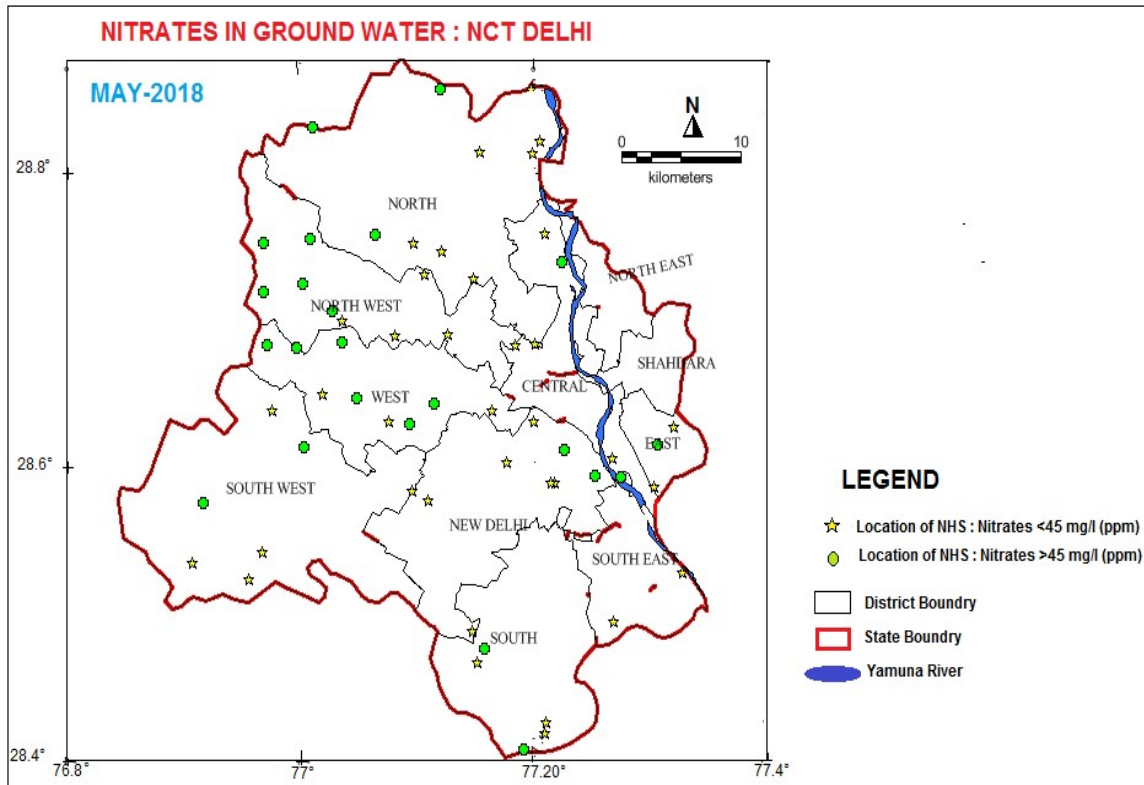 NITRATES IN GROUND WATER : NCT DELHI
MAY-2018
N
0 10
kilometers
28.8°
NORTH
NORTH EAST
NORTH WEST
SHAHDARA
CENTRAL
WEST
EAST
28.6°
SOUTH WEST
NEW DELHI
SOUTH EAST
SOUTH
28.4°
76.8°
77°
77.20°
77.4°
LEGEND
Location of NHS : Nitrates <45 mg/l (ppm)
Location of NHS : Nitrates >45 mg/l (ppm)
District Boundry
State Boundry
Yamuna River